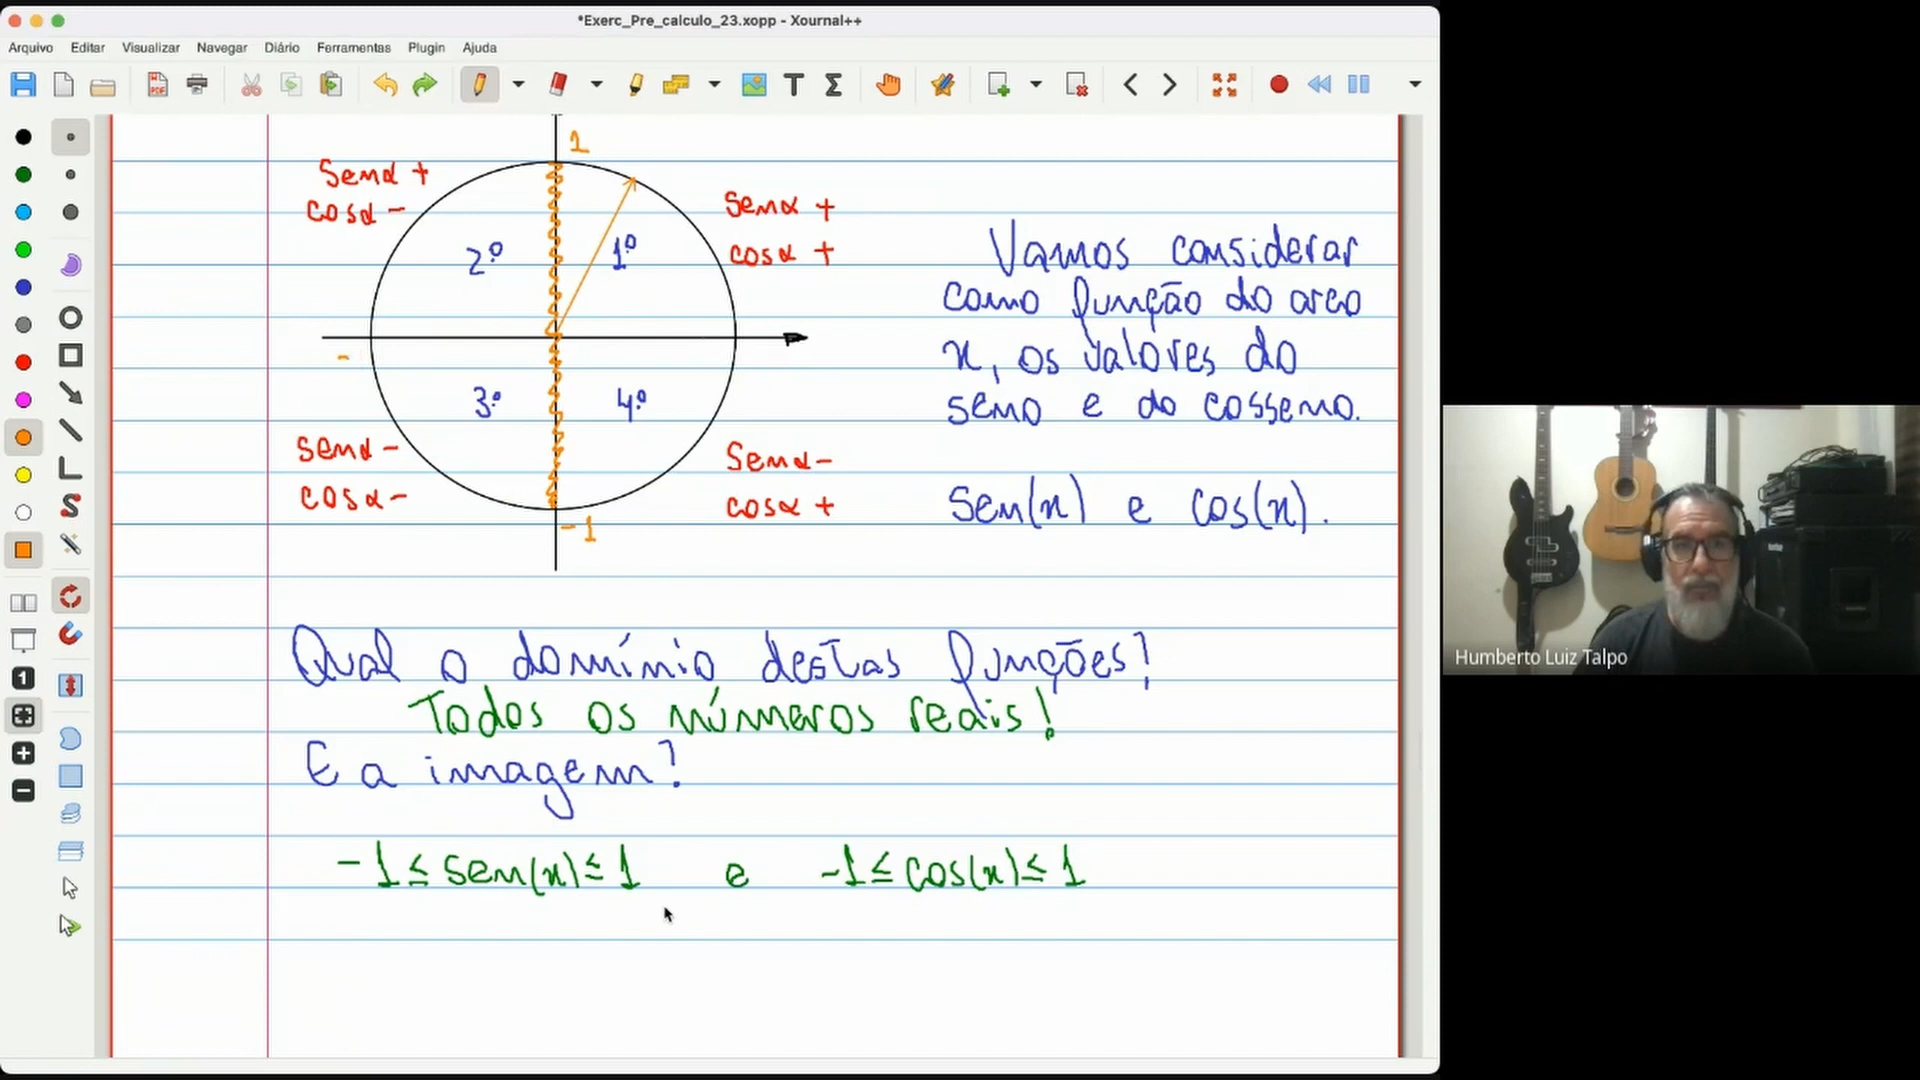 *Exerc_Pre_calculo_23.xopp - Xournal++
Arquivo Editar Visualizar Navegar Diário Ferramentas Plugin Ajuda
1
senα +
cosα -
senα +
cosα +
2º
1º
-
3º
4º
senα -
cosα -
senα -
cosα +
-1
Vamos considerar
como função do arco
x, os valores do
seno e do cosseno.
sen(x) e cos(x).
Qual o domínio destas funções?
Todos os números reais!
E a imagem?
-1 ≤ sen(x) ≤ 1 e -1 ≤ cos(x) ≤ 1
Humberto Luiz Talpo